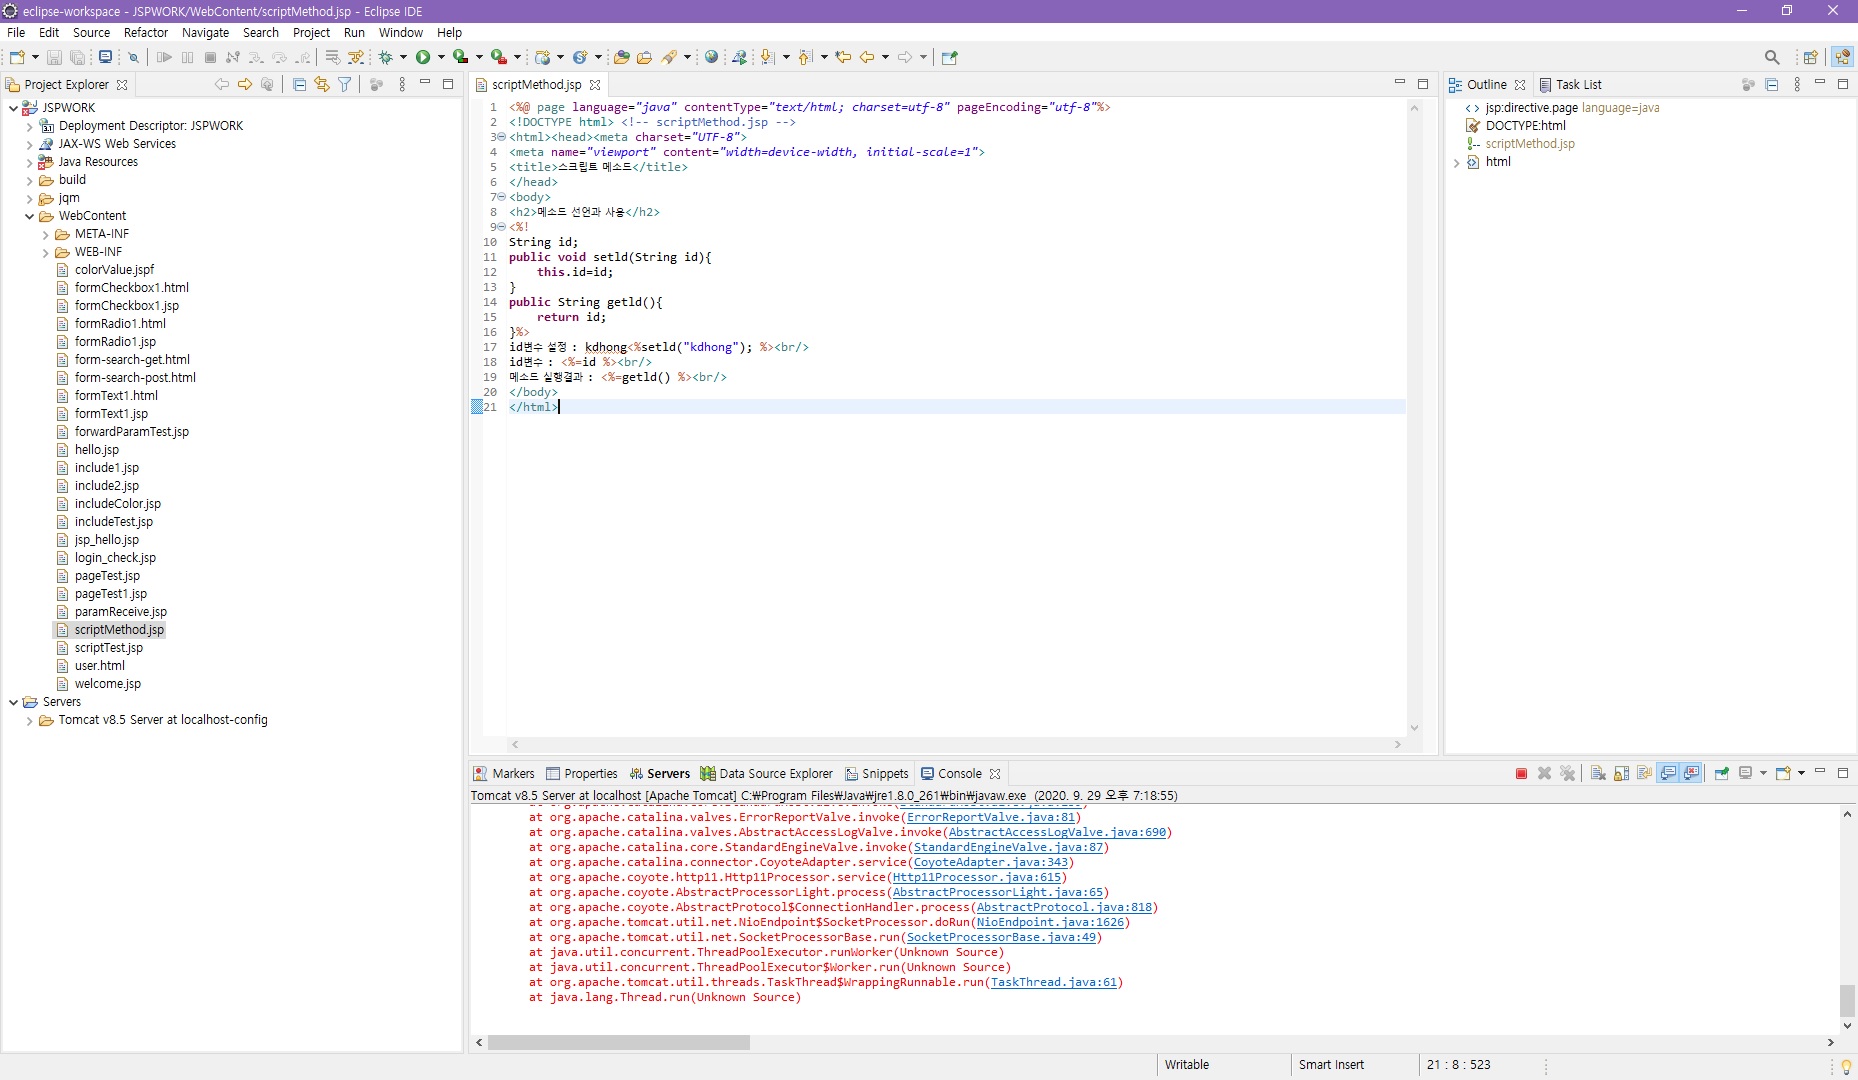 eclipse-workspace - JSPWORK/WebContent/scriptMethod.jsp - Eclipse IDE
File Edit Source Refactor Navigate Search Project Run Window Help
Project Explorer
JSPWORK
Deployment Descriptor: JSPWORK
JAX-WS Web Services
Java Resources
build
jqm
WebContent
META-INF
WEB-INF
colorValue.jspf
formCheckbox1.html
formCheckbox1.jsp
formRadio1.html
formRadio1.jsp
form-search-get.html
form-search-post.html
formText1.html
formText1.jsp
forwardParamTest.jsp
hello.jsp
include1.jsp
include2.jsp
includeColor.jsp
includeTest.jsp
jsp_hello.jsp
login_check.jsp
pageTest.jsp
pageTest1.jsp
paramReceive.jsp
scriptMethod.jsp
scriptTest.jsp
user.html
welcome.jsp
Servers
Tomcat v8.5 Server at localhost-config
scriptMethod.jsp
1 <%@ page language="java" contentType="text/html; charset=utf-8" pageEncoding="utf-8"%>
2 <!DOCTYPE html> <!-- scriptMethod.jsp -->
3 <html><head><meta charset="UTF-8">
4 <meta name="viewport" content="width=device-width, initial-scale=1">
5 <title>스크립트 메소드</title>
6 </head>
7 <body>
8 <h2>메소드 선언과 사용</h2>
9 <%!
10 String id;
11 public void setld(String id){
12 this.id=id;
13 }
14 public String getld(){
15 return id;
16 }%>
17 id변수 설정 : kdhong<%setld("kdhong"); %><br/>
18 id변수 : <%=id %><br/>
19 메소드 실행결과 : <%=getld() %><br/>
20 </body>
21 </html>
Outline Task List
jsp:directive.page language=java
DOCTYPE:html
scriptMethod.jsp
html
Markers Properties Servers Data Source Explorer Snippets Console
Tomcat v8.5 Server at localhost [Apache Tomcat] C:₩Program Files₩Java₩jre1.8.0_261₩bin₩javaw.exe (2020. 9. 29 오후 7:18:55)
at org.apache.catalina.valves.ErrorReportValve.invoke(ErrorReportValve.java:81)
at org.apache.catalina.valves.AbstractAccessLogValve.invoke(AbstractAccessLogValve.java:690)
at org.apache.catalina.core.StandardEngineValve.invoke(StandardEngineValve.java:87)
at org.apache.catalina.connector.CoyoteAdapter.service(CoyoteAdapter.java:343)
at org.apache.coyote.http11.Http11Processor.service(Http11Processor.java:615)
at org.apache.coyote.AbstractProcessorLight.process(AbstractProcessorLight.java:65)
at org.apache.coyote.AbstractProtocol$ConnectionHandler.process(AbstractProtocol.java:818)
at org.apache.tomcat.util.net.NioEndpoint$SocketProcessor.doRun(NioEndpoint.java:1626)
at org.apache.tomcat.util.net.SocketProcessorBase.run(SocketProcessorBase.java:49)
at java.util.concurrent.ThreadPoolExecutor.runWorker(Unknown Source)
at java.util.concurrent.ThreadPoolExecutor$Worker.run(Unknown Source)
at org.apache.tomcat.util.threads.TaskThread$WrappingRunnable.run(TaskThread.java:61)
at java.lang.Thread.run(Unknown Source)
Writable Smart Insert 21 : 8 : 523